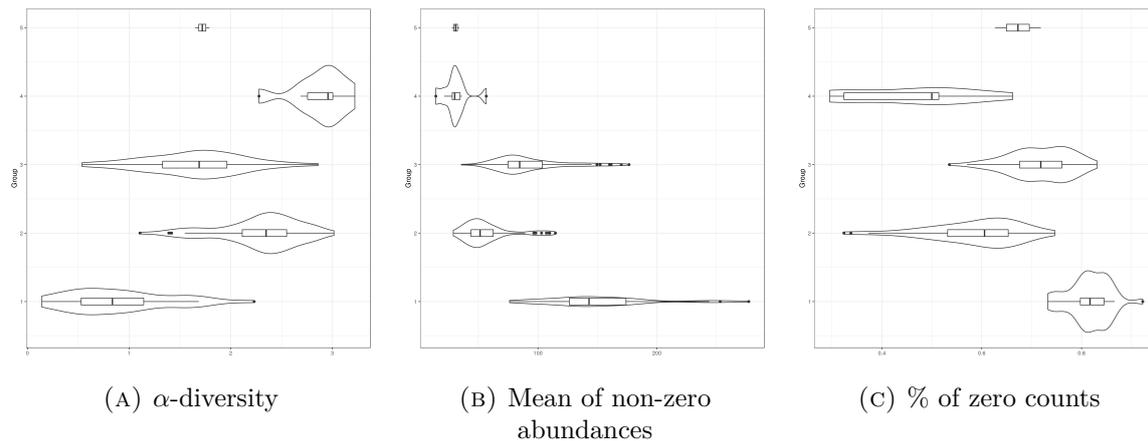 5
4
3
2
1
Group
0 1 2 3
5
4
3
2
1
Group
100 200
5
4
3
2
1
Group
0.4 0.6 0.8
(A) α-diversity
(B) Mean of non-zero
abundances
(C) % of zero counts